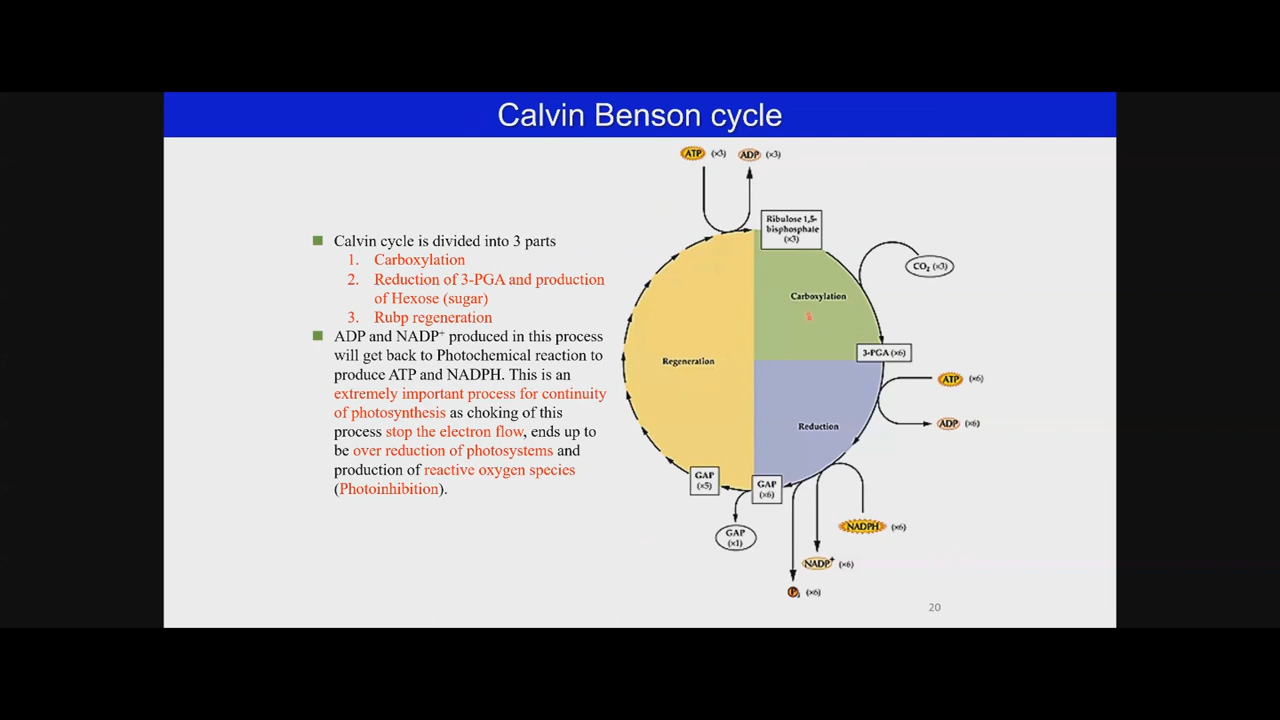 Calvin Benson cycle
Calvin cycle is divided into 3 parts
1. Carboxylation
2. Reduction of 3-PGA and production
of Hexose (sugar)
3. Rubp regeneration
ADP and NADP⁺ produced in this process
will get back to Photochemical reaction to
produce ATP and NADPH. This is an
extremely important process for continuity
of photosynthesis as choking of this
process stop the electron flow, ends up to
be over reduction of photosystems and
production of reactive oxygen species
(Photoinhibition).
ATP (×3) ADP (×3)
Ribulose 1,5-
bisphosphate
(×3)
CO₂ (×3)
Carboxylation
3-PGA (×6)
Regeneration
ATP (×6)
ADP (×6)
Reduction
GAP
(×5)
GAP
(×6)
GAP
(×1)
NADPH (×6)
NADP⁺ (×6)
Pᵢ (×6)
20